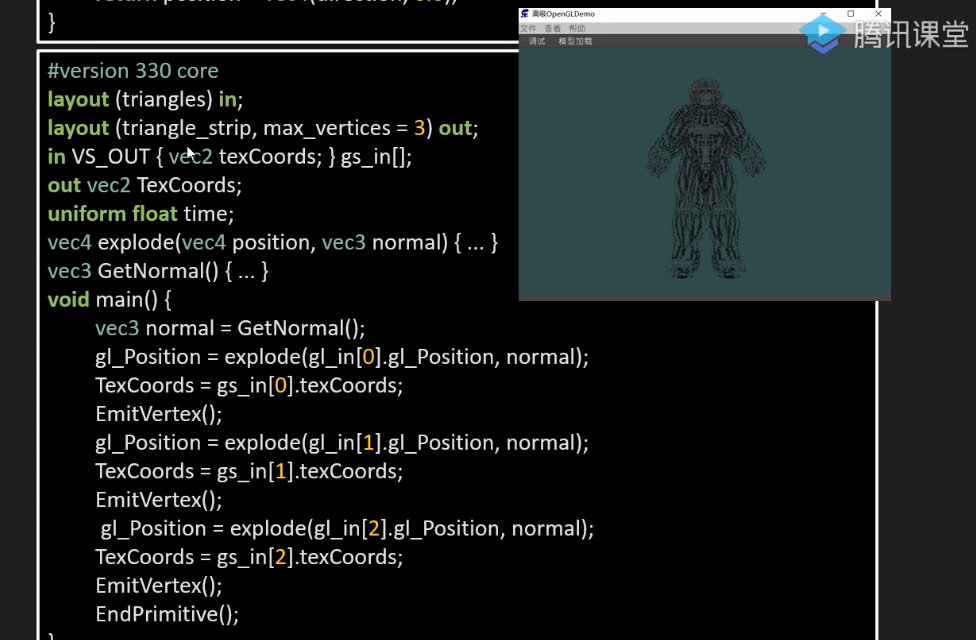 }
#version 330 core
layout (triangles) in;
layout (triangle_strip, max_vertices = 3) out;
in VS_OUT { vec2 texCoords; } gs_in[];
out vec2 TexCoords;
uniform float time;
vec4 explode(vec4 position, vec3 normal) { ... }
vec3 GetNormal() { ... }
void main() {
vec3 normal = GetNormal();
gl_Position = explode(gl_in[0].gl_Position, normal);
TexCoords = gs_in[0].texCoords;
EmitVertex();
gl_Position = explode(gl_in[1].gl_Position, normal);
TexCoords = gs_in[1].texCoords;
EmitVertex();
gl_Position = explode(gl_in[2].gl_Position, normal);
TexCoords = gs_in[2].texCoords;
EmitVertex();
EndPrimitive();
}
高级OpenGLDemo
文件 查看 帮助
调试 模型加载
腾讯课堂